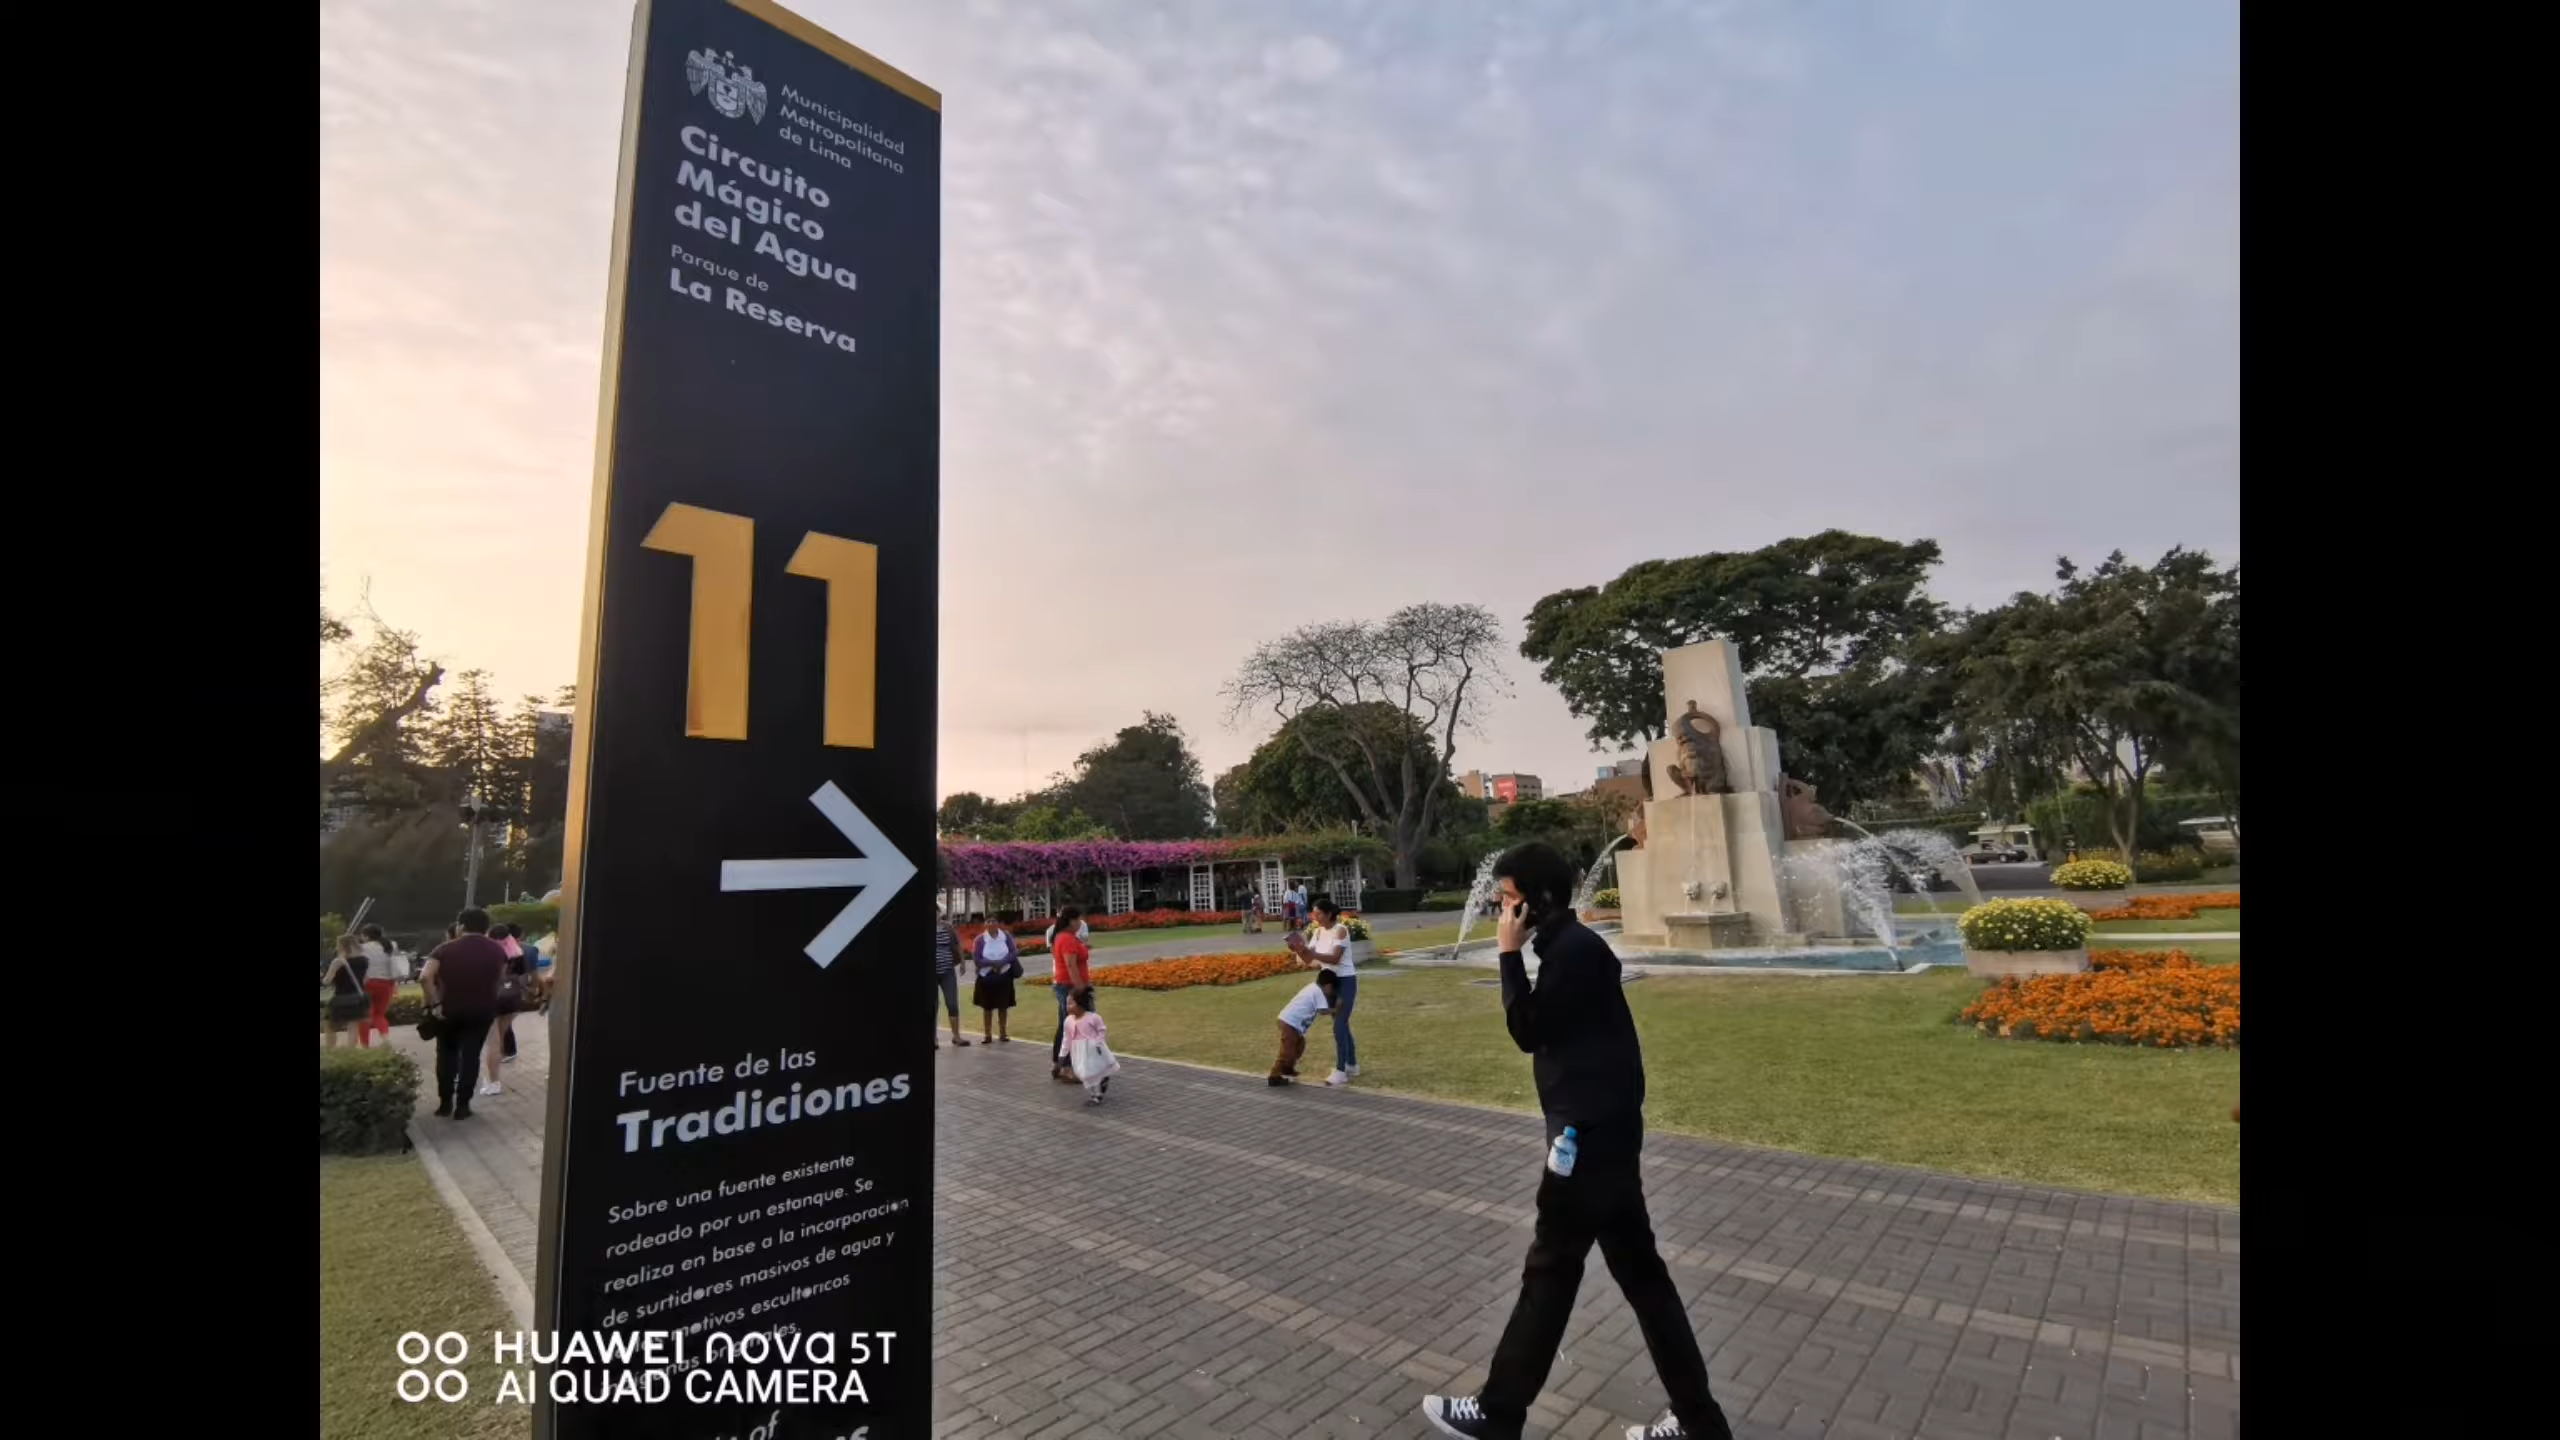 Municipalidad
Metropolitana
de Lima
Circuito
Mágico
del Agua
Parque de
La Reserva
11
Fuente de las
Tradiciones
Sobre una fuente existente
rodeado por un estanque. Se
realiza en base a la incorporación
de surtidores masivos de agua y
motivos escultóricos
HUAWEI nova 5T
AI QUAD CAMERA
of